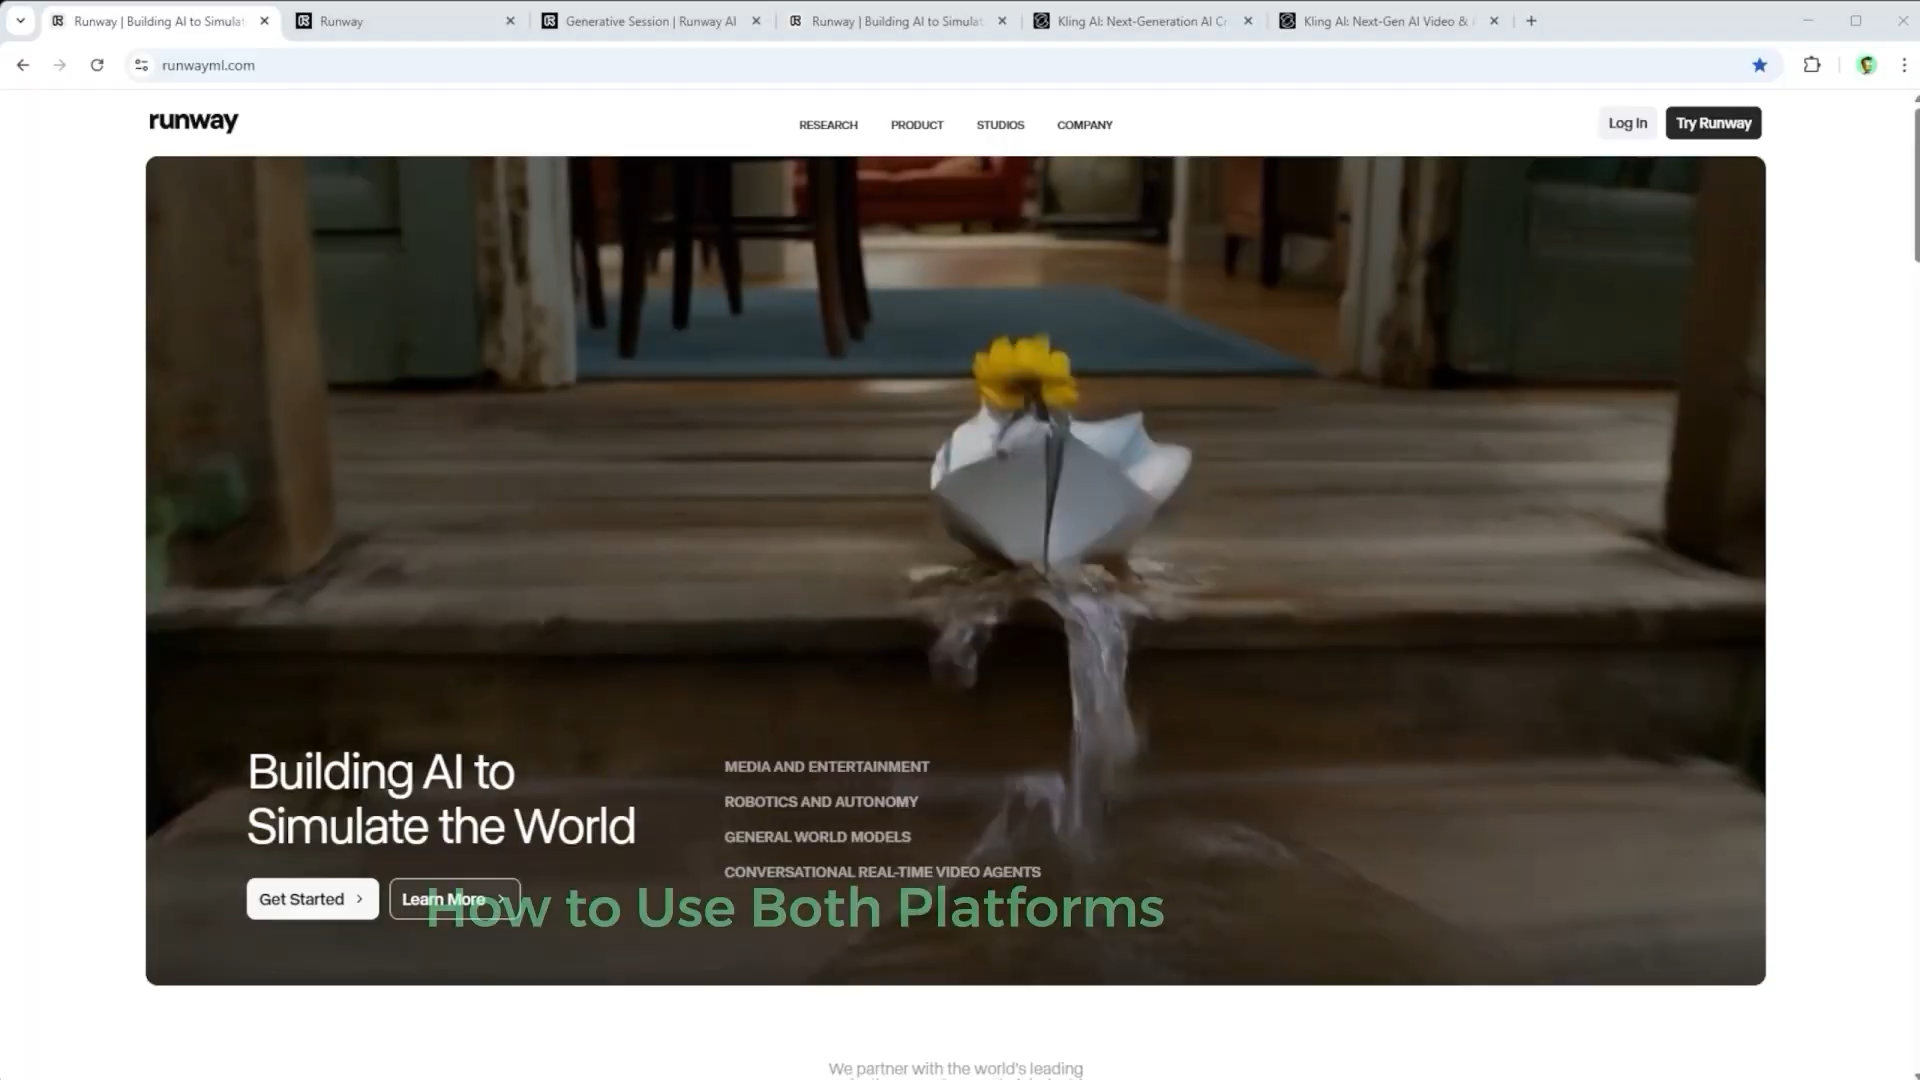 Runway | Building AI to Simulat
Runway
Generative Session | Runway AI
Runway | Building AI to Simulat
Kling AI: Next-Generation AI Cr
Kling AI: Next-Gen AI Video &
runwayml.com
runway
RESEARCH
PRODUCT
STUDIOS
COMPANY
Log In
Try Runway
Building AI to
Simulate the World
MEDIA AND ENTERTAINMENT
ROBOTICS AND AUTONOMY
GENERAL WORLD MODELS
CONVERSATIONAL REAL-TIME VIDEO AGENTS
Get Started
Learn More
How to Use Both Platforms
We partner with the world's leading